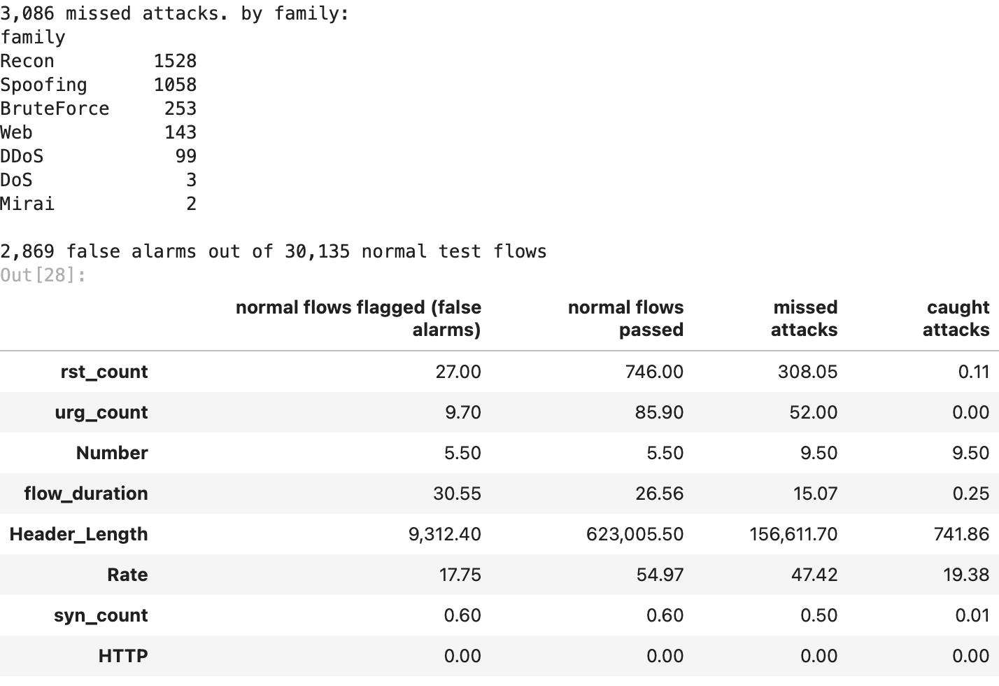 3,086 missed attacks. by family:
family
Recon 1528
Spoofing 1058
BruteForce 253
Web 143
DDoS 99
DoS 3
Mirai 2
2,869 false alarms out of 30,135 normal test flows
Out[28]:
normal flows flagged (false alarms) normal flows passed missed attacks caught attacks
rst_count 27.00 746.00 308.05 0.11
urg_count 9.70 85.90 52.00 0.00
Number 5.50 5.50 9.50 9.50
flow_duration 30.55 26.56 15.07 0.25
Header_Length 9,312.40 623,005.50 156,611.70 741.86
Rate 17.75 54.97 47.42 19.38
syn_count 0.60 0.60 0.50 0.01
HTTP 0.00 0.00 0.00 0.00